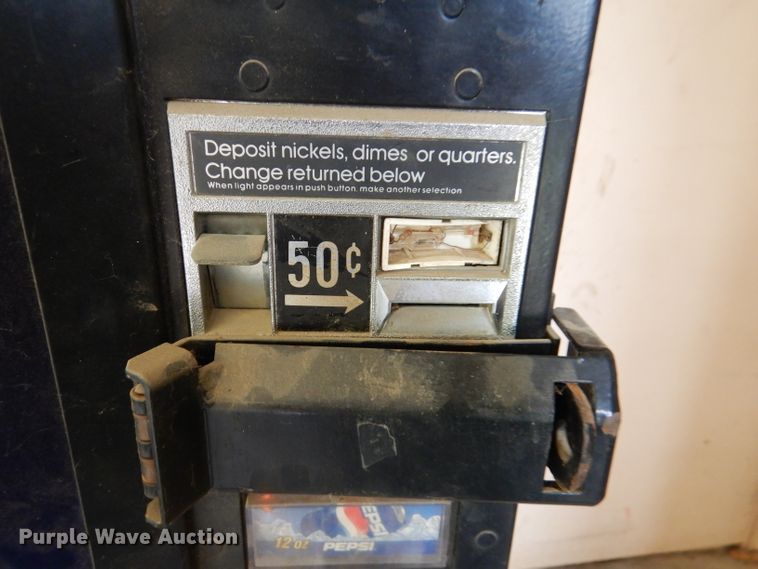 Deposit nickels, dimes or quarters.
Change returned below
When light appears in push button, make another selection
50¢
PEPSI
12 oz PEPSI
Purple Wave Auction